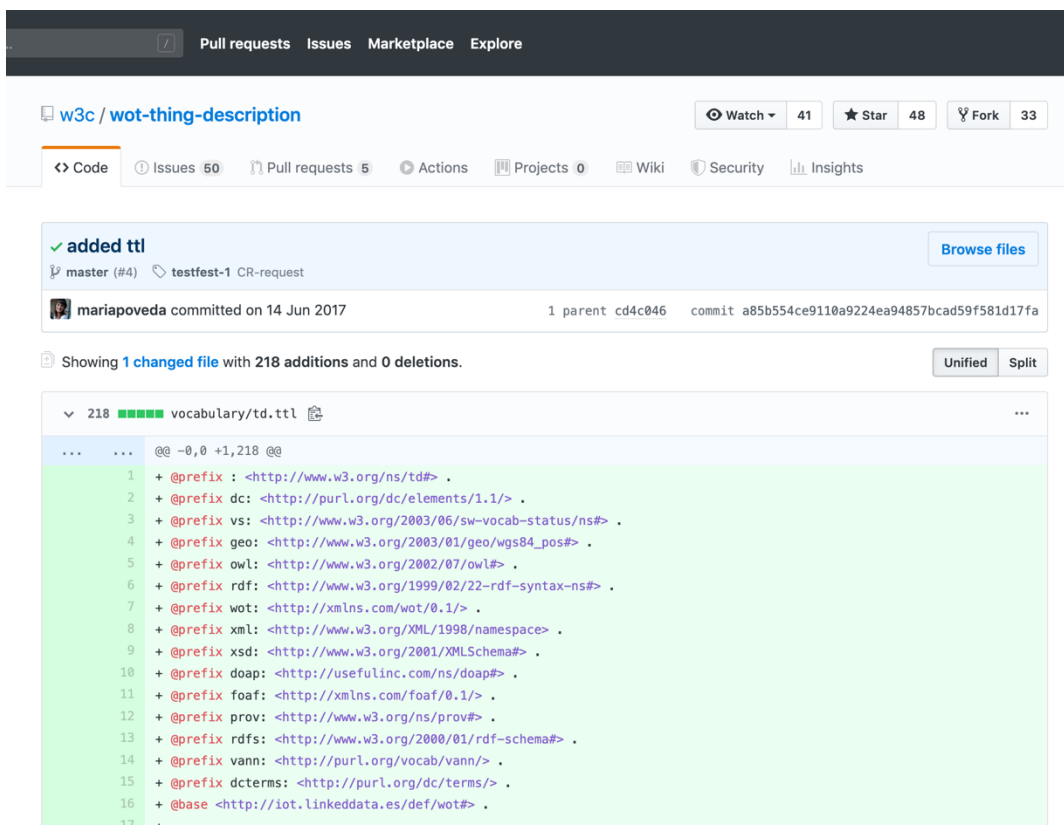 .. / Pull requests Issues Marketplace Explore
w3c / wot-thing-description Watch 41 Star 48 Fork 33
Code Issues 50 Pull requests 5 Actions Projects 0 Wiki Security Insights
added ttl Browse files
master (#4) testfest-1 CR-request
mariapoveda committed on 14 Jun 2017 1 parent cd4c046 commit a85b554ce9110a9224ea94857bcad59f581d17fa
Showing 1 changed file with 218 additions and 0 deletions. Unified Split
218 vocabulary/td.ttl ...
... ... @@ -0,0 +1,218 @@
1 + @prefix : <http://www.w3.org/ns/td#> .
2 + @prefix dc: <http://purl.org/dc/elements/1.1/> .
3 + @prefix vs: <http://www.w3.org/2003/06/sw-vocab-status/ns#> .
4 + @prefix geo: <http://www.w3.org/2003/01/geo/wgs84_pos#> .
5 + @prefix owl: <http://www.w3.org/2002/07/owl#> .
6 + @prefix rdf: <http://www.w3.org/1999/02/22-rdf-syntax-ns#> .
7 + @prefix wot: <http://xmlns.com/wot/0.1/> .
8 + @prefix xml: <http://www.w3.org/XML/1998/namespace> .
9 + @prefix xsd: <http://www.w3.org/2001/XMLSchema#> .
10 + @prefix doap: <http://usefulinc.com/ns/doap#> .
11 + @prefix foaf: <http://xmlns.com/foaf/0.1/> .
12 + @prefix prov: <http://www.w3.org/ns/prov#> .
13 + @prefix rdfs: <http://www.w3.org/2000/01/rdf-schema#> .
14 + @prefix vann: <http://purl.org/vocab/vann/> .
15 + @prefix dcterms: <http://purl.org/dc/terms/> .
16 + @base <http://iot.linkeddata.es/def/wot#> .
17 +